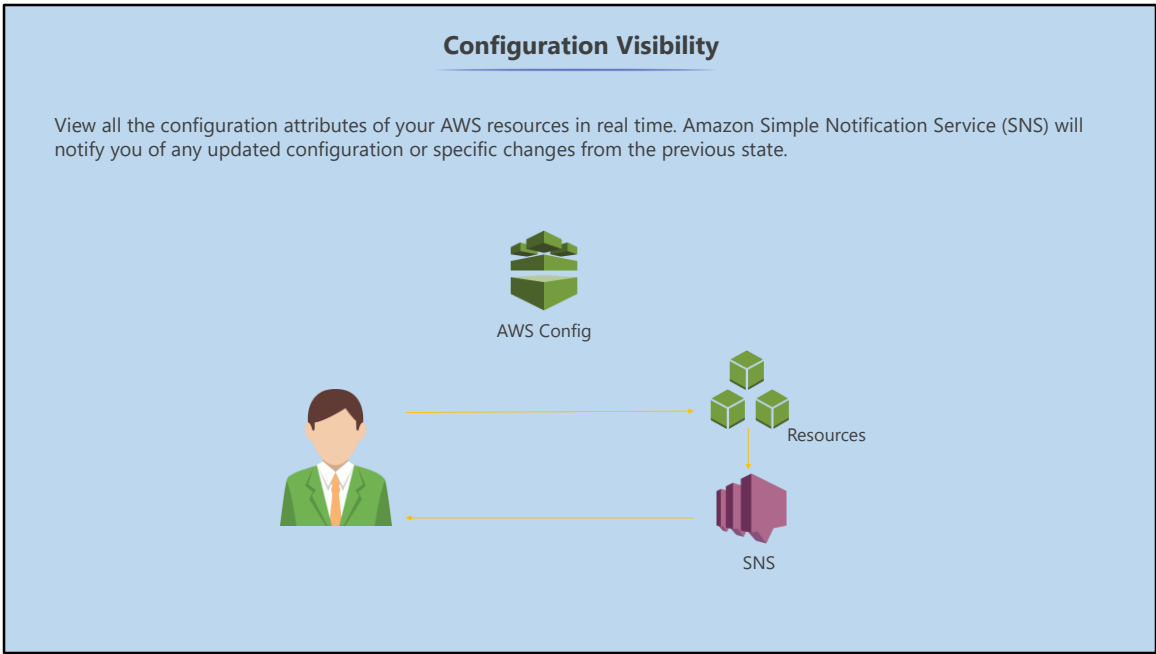 Configuration Visibility
View all the configuration attributes of your AWS resources in real time. Amazon Simple Notification Service (SNS) will
notify you of any updated configuration or specific changes from the previous state.
AWS Config
Resources
SNS